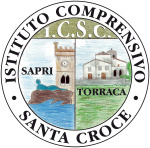 ISTITUTO COMPRENSIVO
I.C.S.C.
SAPRI
TORRACA
SANTA CROCE